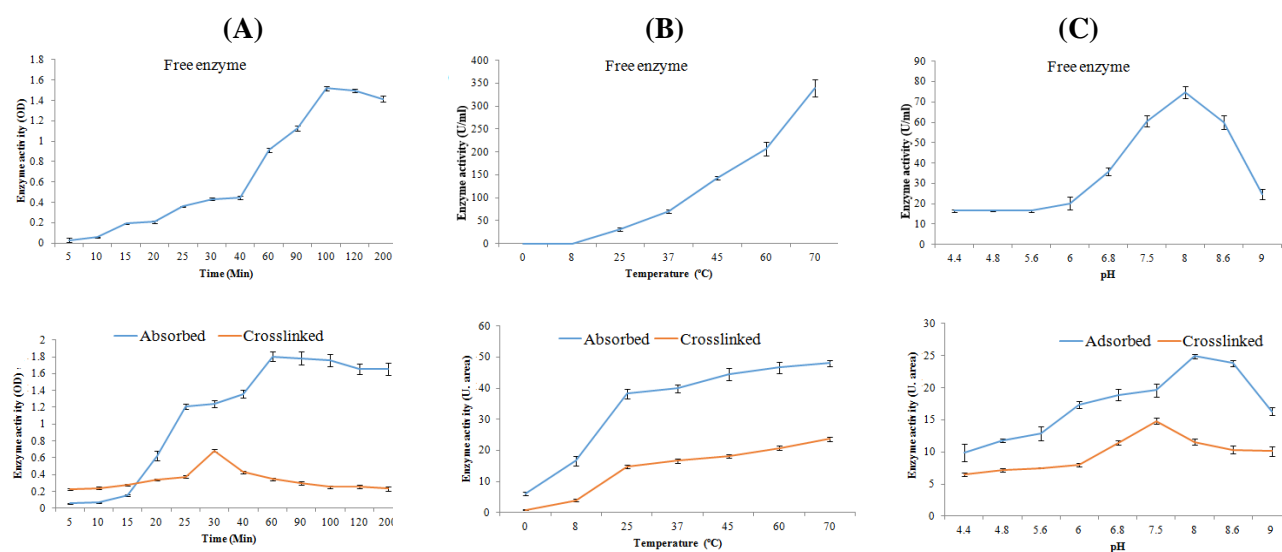 (A)
(B)
(C)
Free enzyme
Enzyme activity (OD)
1.8
1.6
1.4
1.2
1
0.8
0.6
0.4
0.2
0
5 10 15 20 25 30 40 60 90 100 120 200
Time (Min)
Free enzyme
Enzyme activity (U/ml)
400
350
300
250
200
150
100
50
0
0 8 25 37 45 60 70
Temperature (°C)
Free enzyme
Enzyme activity (U/ml)
90
80
70
60
50
40
30
20
10
0
4.4 4.8 5.6 6 6.8 7.5 8 8.6 9
pH
Absorbed Crosslinked
Enzyme activity (OD)
2
1.8
1.6
1.4
1.2
1
0.8
0.6
0.4
0.2
0
5 10 15 20 25 30 40 60 90 100 120 200
Time (Min)
Absorbed Crosslinked
Enzyme activity (U. area)
60
50
40
30
20
10
0
0 8 25 37 45 60 70
Temperature (°C)
Adsorbed Crosslinked
Enzyme activity (U. area)
30
25
20
15
10
5
0
4.4 4.8 5.6 6 6.8 7.5 8 8.6 9
pH